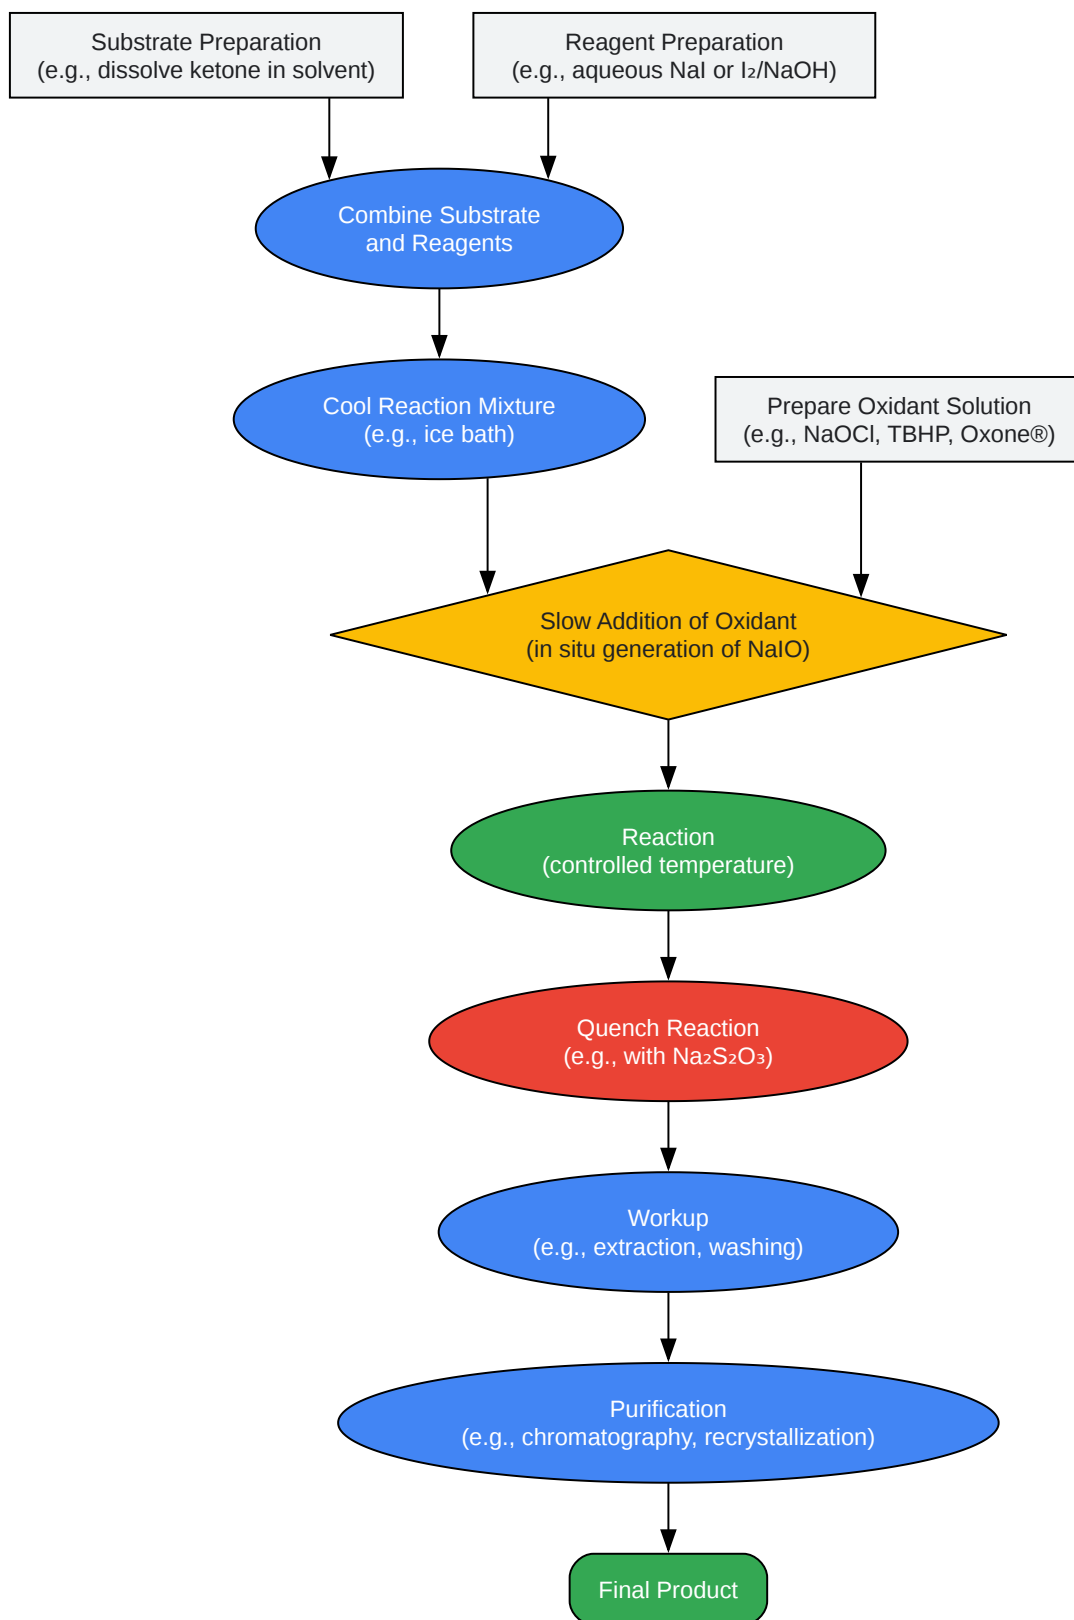 Substrate Preparation
(e.g., dissolve ketone in solvent)
Reagent Preparation
(e.g., aqueous NaI or I₂/NaOH)
Combine Substrate
and Reagents
Cool Reaction Mixture
(e.g., ice bath)
Prepare Oxidant Solution
(e.g., NaOCl, TBHP, Oxone®)
Slow Addition of Oxidant
(in situ generation of NaIO)
Reaction
(controlled temperature)
Quench Reaction
(e.g., with Na₂S₂O₃)
Workup
(e.g., extraction, washing)
Purification
(e.g., chromatography, recrystallization)
Final Product